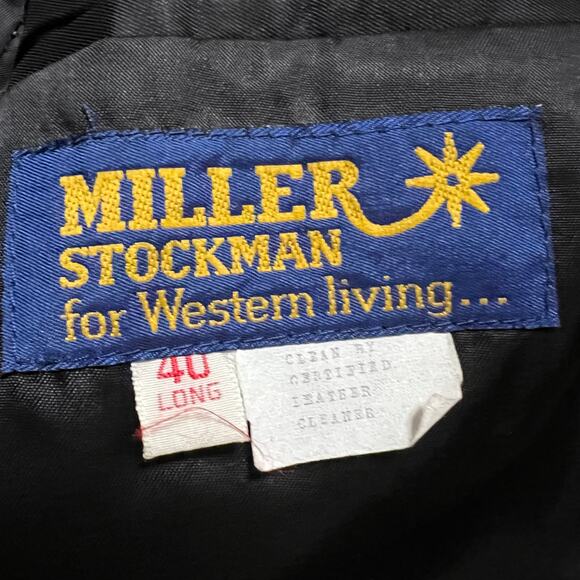 MILLER
STOCKMAN
for Western living...
40
LONG
CLEAN BY
CERTIFIED
LEATHER
CLEANER